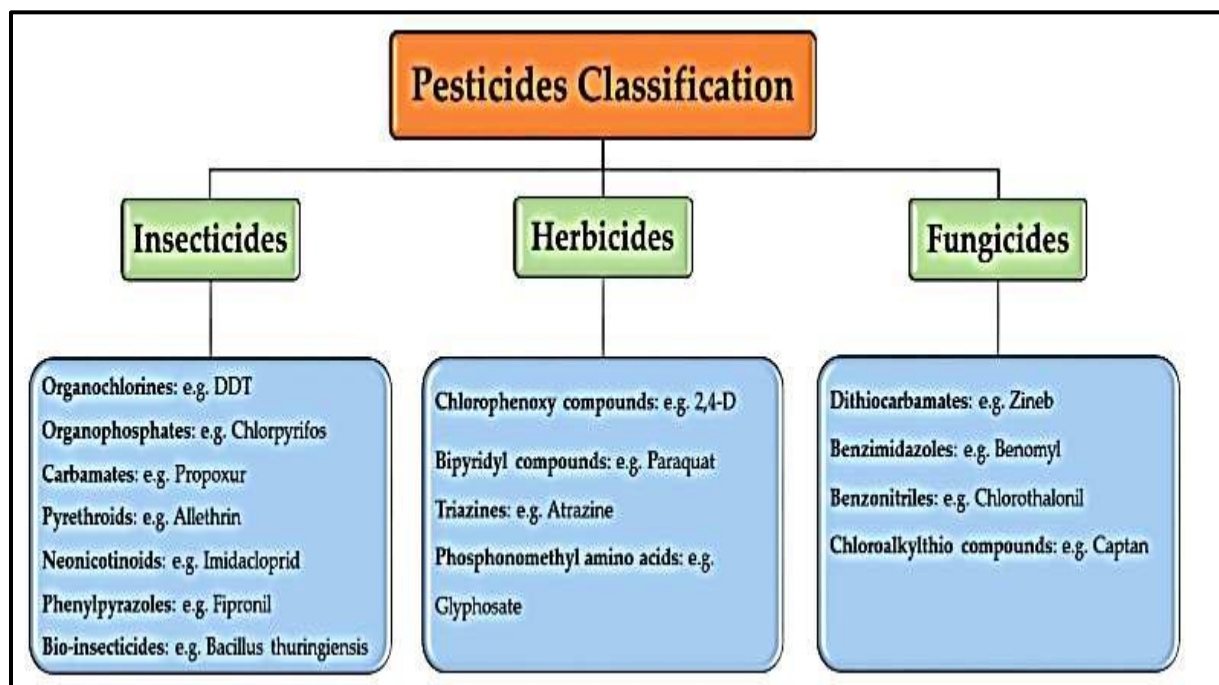 Pesticides Classification
Insecticides
Herbicides
Fungicides
Organochlorines: e.g. DDT
Organophosphates: e.g. Chlorpyrifos
Carbamates: e.g. Propoxur
Pyrethroids: e.g. Allethrin
Neonicotinoids: e.g. Imidacloprid
Phenylpyrazoles: e.g. Fipronil
Bio-insecticides: e.g. Bacillus thuringiensis
Chlorophenoxy compounds: e.g. 2,4-D
Bipyridyl compounds: e.g. Paraquat
Triazines: e.g. Atrazine
Phosphonomethyl amino acids: e.g.
Glyphosate
Dithiocarbamates: e.g. Zineb
Benzimidazoles: e.g. Benomyl
Benzonitriles: e.g. Chlorothalonil
Chloroalkylthio compounds: e.g. Captan